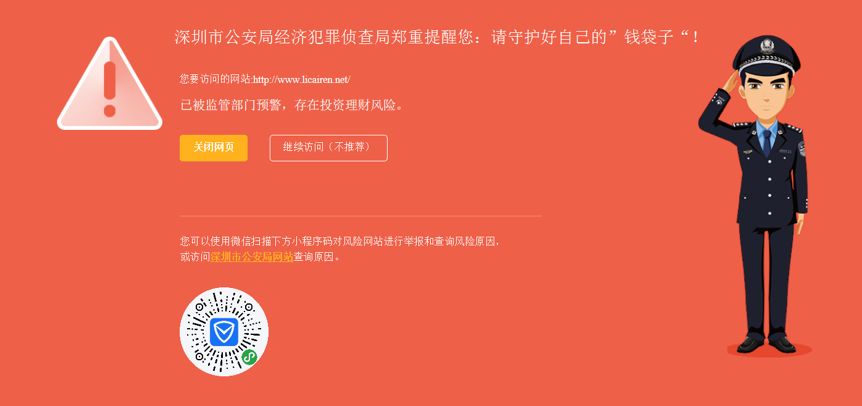 深圳市公安局经济犯罪侦查局郑重提醒您：请守护好自己的”钱袋子“！
您要访问的网站:http://www.licairen.net/
已被监管部门预警，存在投资理财风险。
关闭网页
继续访问（不推荐）
您可以使用微信扫描下方小程序码对风险网站进行举报和查询风险原因,
或访问深圳市公安局网站查询原因。